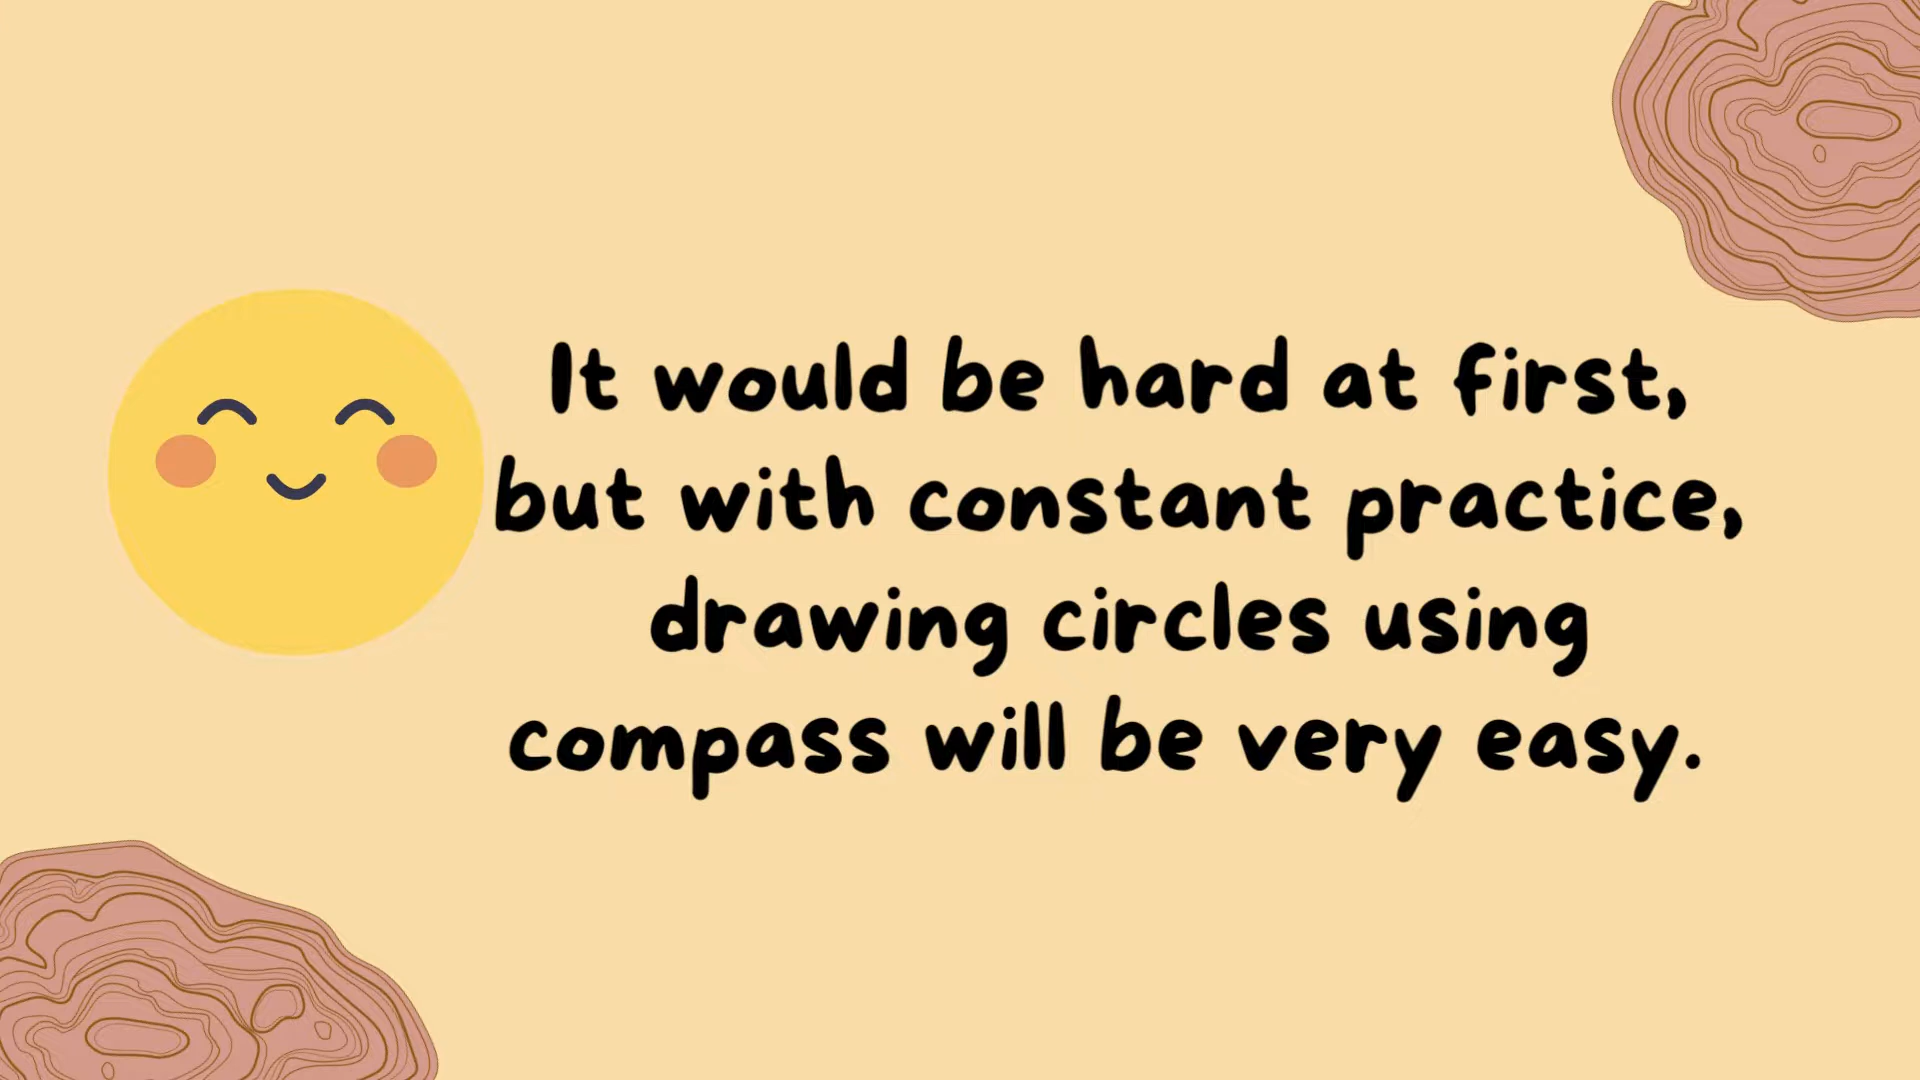 It would be hard at first,
but with constant practice,
drawing circles using
compass will be very easy.